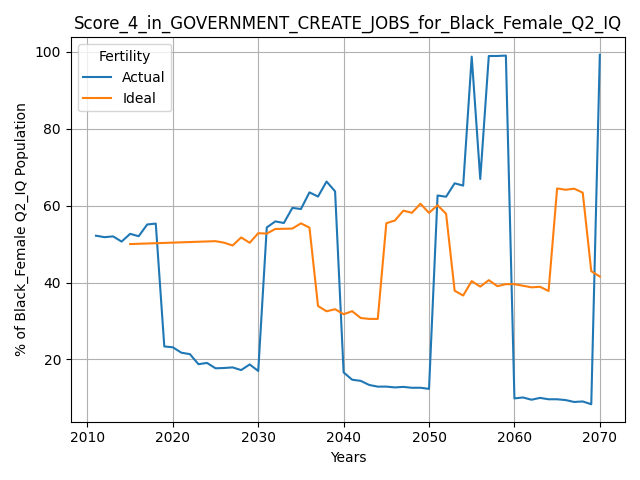 Score_4_in_GOVERNMENT_CREATE_JOBS_for_Black_Female_Q2_IQ
Fertility
Actual
Ideal
% of Black_Female Q2_IQ Population
100
80
60
40
20
2010 2020 2030 2040 2050 2060 2070
Years